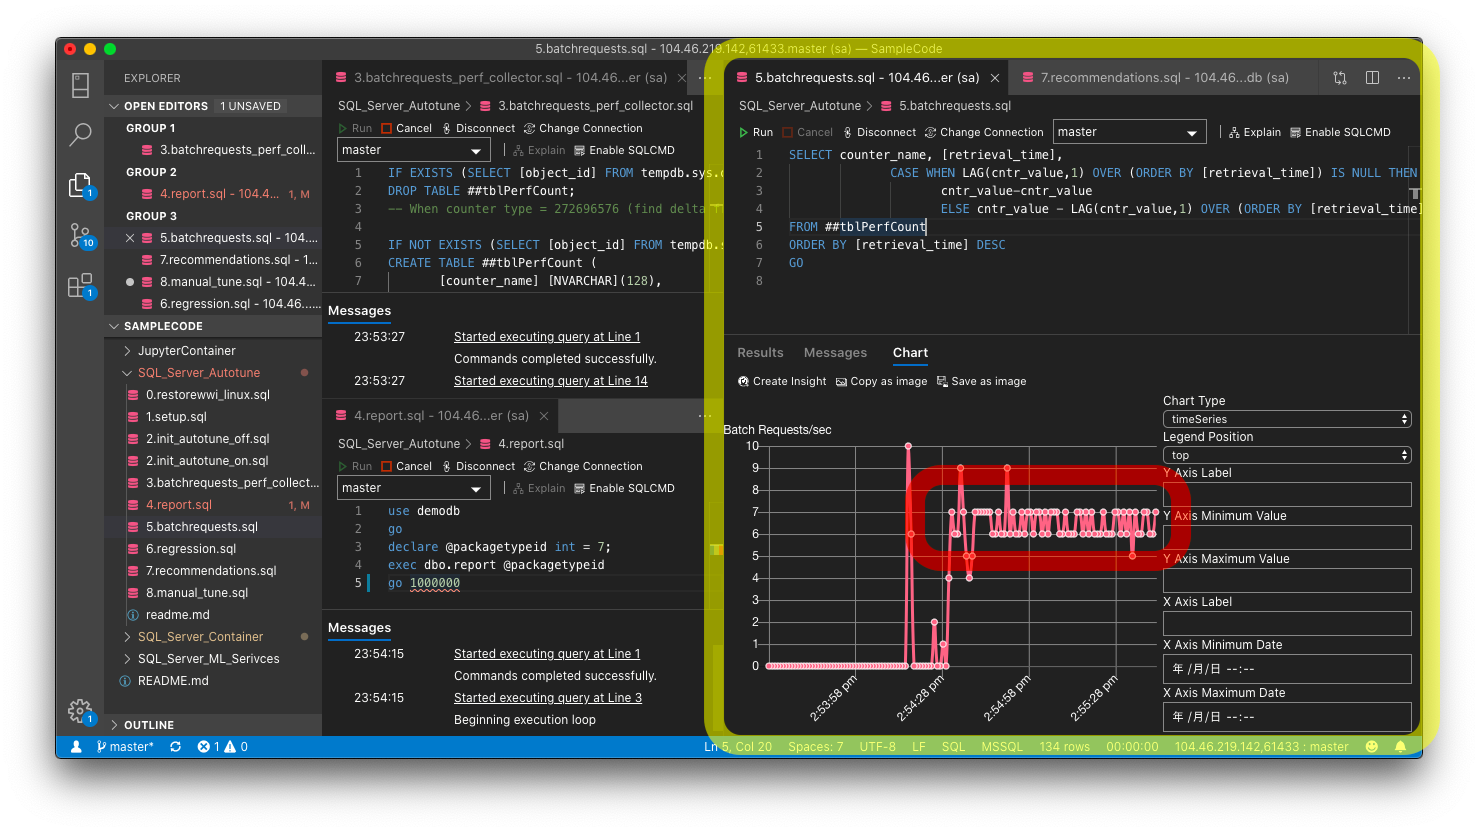 5.batchrequests.sql - 104.46.219.142,61433.master (sa) — SampleCode
EXPLORER
OPEN EDITORS 1 UNSAVED
GROUP 1
3.batchrequests_perf_coll...
GROUP 2
4.report.sql - 104.4... 1, M
GROUP 3
5.batchrequests.sql - 104....
7.recommendations.sql - 1...
8.manual_tune.sql - 104.4...
6.regression.sql - 104.46......
SAMPLECODE
JupyterContainer
SQL_Server_Autotune
0.restorewwi_linux.sql
1.setup.sql
2.init_autotune_off.sql
2.init_autotune_on.sql
3.batchrequests_perf_collect...
4.report.sql 1, M
5.batchrequests.sql
6.regression.sql
7.recommendations.sql
8.manual_tune.sql
readme.md
SQL_Server_Container
SQL_Server_ML_Serivces
README.md
OUTLINE
1
10
1
1
3.batchrequests_perf_collector.sql - 104.46...er (sa)
SQL_Server_Autotune > 3.batchrequests_perf_collector.sql
Run Cancel Disconnect Change Connection
master Explain Enable SQLCMD
1 IF EXISTS (SELECT [object_id] FROM tempdb.sys.
2 DROP TABLE ##tblPerfCount;
3 -- When counter type = 272696576 (find delta
4
5 IF NOT EXISTS (SELECT [object_id] FROM tempdb.
6 CREATE TABLE ##tblPerfCount (
7 [counter_name] [NVARCHAR](128),
Messages
23:53:27 Started executing query at Line 1
Commands completed successfully.
23:53:27 Started executing query at Line 14
4.report.sql - 104.46...er (sa)
SQL_Server_Autotune > 4.report.sql
Run Cancel Disconnect Change Connection
master Explain Enable SQLCMD
1 use demodb
2 go
3 declare @packagetypeid int = 7;
4 exec dbo.report @packagetypeid
5 go 1000000
Messages
23:54:15 Started executing query at Line 1
Commands completed successfully.
23:54:15 Started executing query at Line 3
Beginning execution loop
5.batchrequests.sql - 104.46...er (sa) 7.recommendations.sql - 104.46...db (sa)
SQL_Server_Autotune > 5.batchrequests.sql
Run Cancel Disconnect Change Connection master Explain Enable SQLCMD
1 SELECT counter_name, [retrieval_time],
2 CASE WHEN LAG(cntr_value,1) OVER (ORDER BY [retrieval_time]) IS NULL THEN
3 cntr_value-cntr_value
4 ELSE cntr_value - LAG(cntr_value,1) OVER (ORDER BY [retrieval_time]
5 FROM ##tblPerfCount
6 ORDER BY [retrieval_time] DESC
7 GO
8
Results Messages Chart
Create Insight Copy as image Save as image
Batch Requests/sec
10
9
8
7
6
5
4
3
2
1
0
2:53:58 pm
2:54:28 pm
2:54:58 pm
2:55:28 pm
Chart Type
timeSeries
Legend Position
top
Y Axis Label
Y Axis Minimum Value
Y Axis Maximum Value
X Axis Label
X Axis Minimum Date
年 /月/日 --:--
X Axis Maximum Date
年 /月/日 --:--
master* 1 0 Ln 5, Col 20 Spaces: 7 UTF-8 LF SQL MSSQL 134 rows 00:00:00 104.46.219.142,61433 : master